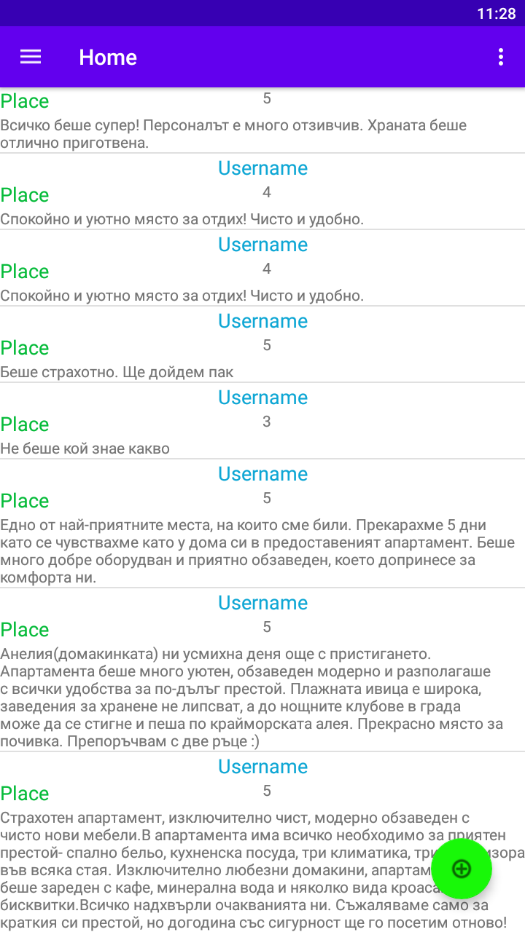 11:28
Home
Place 5
Всичко беше супер! Персоналът е много отзивчив. Храната беше
отлично приготвена.
Username
Place 4
Спокойно и уютно място за отдих! Чисто и удобно.
Username
Place 4
Спокойно и уютно място за отдих! Чисто и удобно.
Username
Place 5
Беше страхотно. Ще дойдем пак
Username
Place 3
Не беше кой знае какво
Username
Place 5
Едно от най-приятните места, на които сме били. Прекарахме 5 дни
като се чувствахме като у дома си в предоставеният апартамент. Беше
много добре оборудван и приятно обзаведен, което допринесе за
комфорта ни.
Username
Place 5
Анелия(домакинката) ни усмихна деня още с пристигането.
Апартамента беше много уютен, обзаведен модерно и разполагаше
с всички удобства за по-дълъг престой. Плажната ивица е широка,
заведения за хранене не липсват, а до нощните клубове в града
може да се стигне и пеша по крайморската алея. Прекрасно място за
почивка. Препоръчвам с две ръце :)
Username
Place 5
Страхотен апартамент, изключително чист, модерно обзаведен с
чисто нови мебели.В апартамента има всичко необходимо за приятен
престой- спално бельо, кухненска посуда, три климатика,
във всяка стая. Изключително любезни домакини,
беше зареден с кафе, минерална вода и няколко вида
бисквитки.Всичко надхвърли очакванията ни. Съжаляваме само за
краткия си престой, но догодина със сигурност ще го посетим отново!